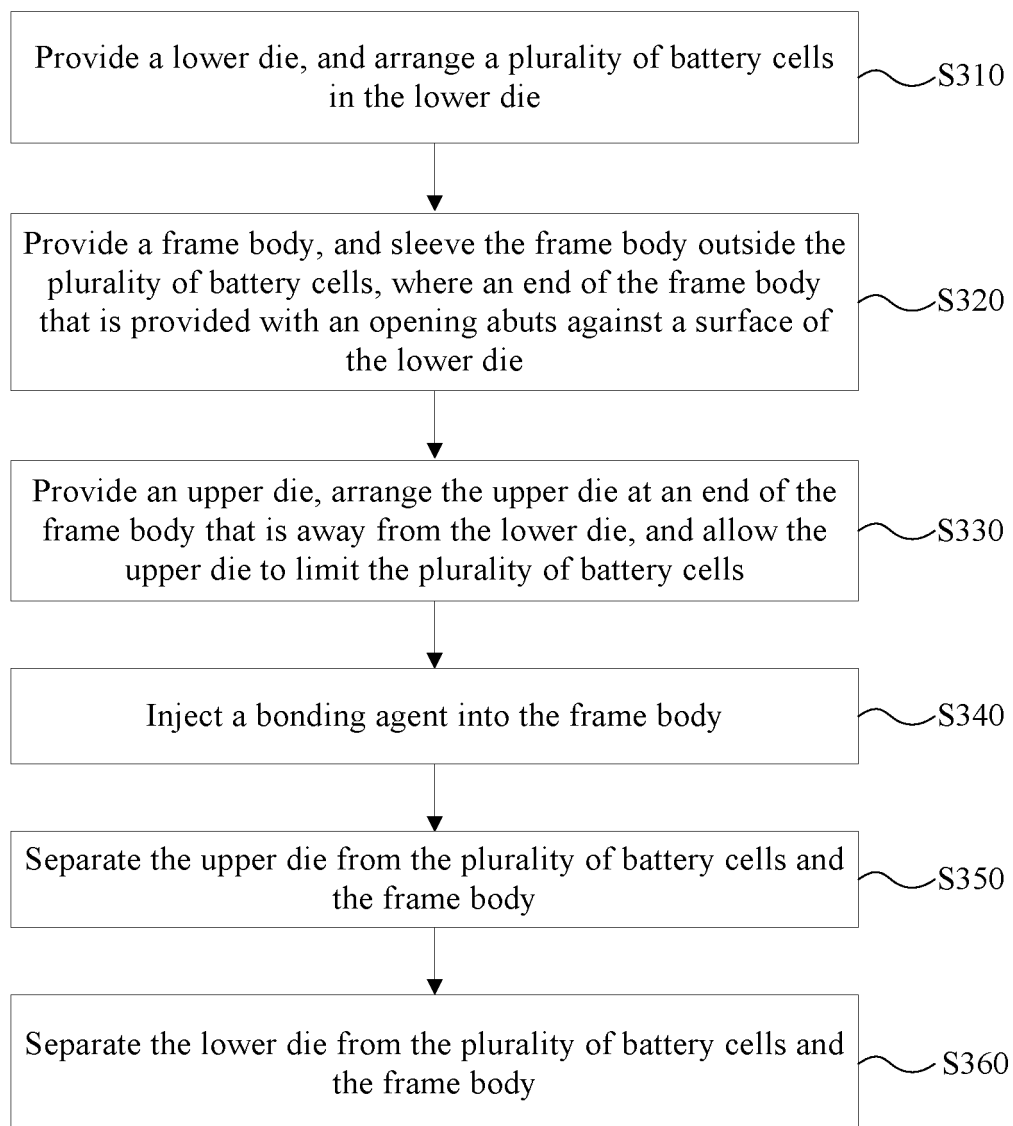 Provide a lower die, and arrange a plurality of battery cells
in the lower die
S310
Provide a frame body, and sleeve the frame body outside the
plurality of battery cells, where an end of the frame body
that is provided with an opening abuts against a surface of
the lower die
S320
Provide an upper die, arrange the upper die at an end of the
frame body that is away from the lower die, and allow the
upper die to limit the plurality of battery cells
S330
Inject a bonding agent into the frame body
S340
Separate the upper die from the plurality of battery cells and
the frame body
S350
Separate the lower die from the plurality of battery cells and
the frame body
S360